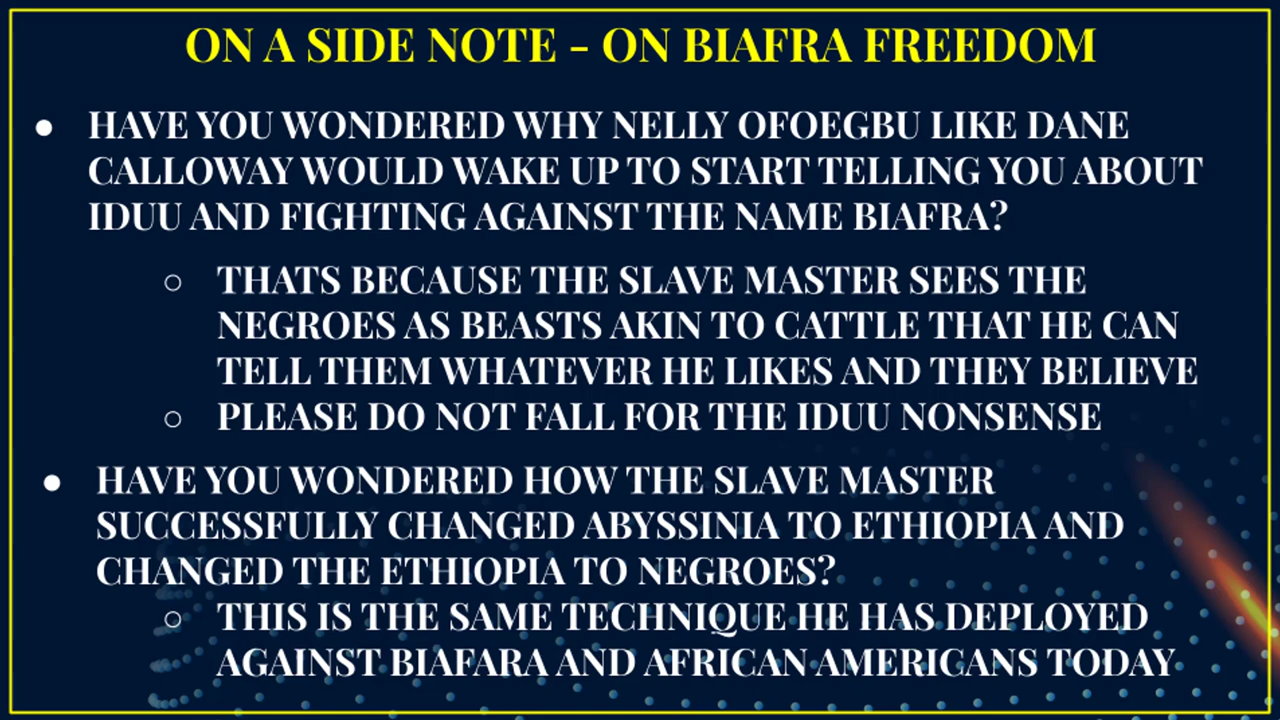 ON A SIDE NOTE - ON BIAFRA FREEDOM
● HAVE YOU WONDERED WHY NELLY OFOEGBU LIKE DANE
CALLOWAY WOULD WAKE UP TO START TELLING YOU ABOUT
IDUU AND FIGHTING AGAINST THE NAME BIAFRA?
○ THATS BECAUSE THE SLAVE MASTER SEES THE
NEGROES AS BEASTS AKIN TO CATTLE THAT HE CAN
TELL THEM WHATEVER HE LIKES AND THEY BELIEVE
○ PLEASE DO NOT FALL FOR THE IDUU NONSENSE
● HAVE YOU WONDERED HOW THE SLAVE MASTER
SUCCESSFULLY CHANGED ABYSSINIA TO ETHIOPIA AND
CHANGED THE ETHIOPIA TO NEGROES?
○ THIS IS THE SAME TECHNIQUE HE HAS DEPLOYED
AGAINST BIAFARA AND AFRICAN AMERICANS TODAY